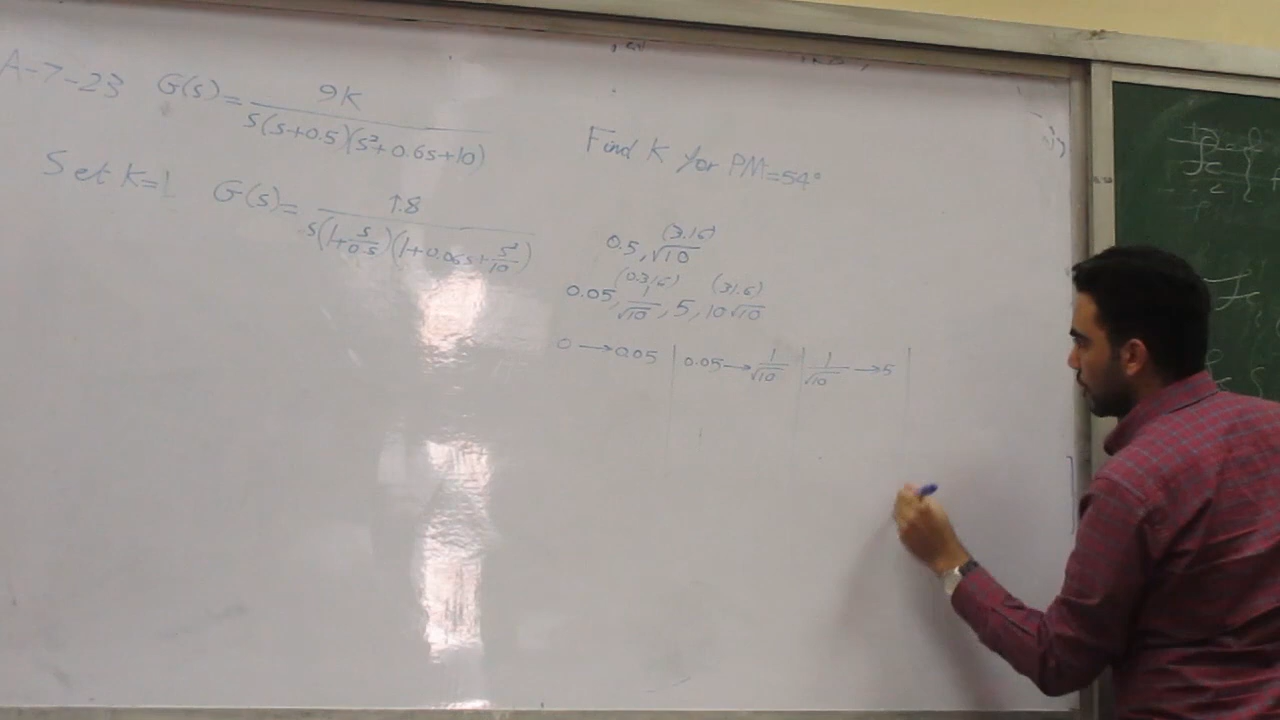 A-7-23 G(s) = 9K / s(s+0.5)(s²+0.6s+10)
Find K for PM=54°
Set K=1 G(s) = 1.8 / s(1+s/0.5)(1+0.06s+s²/10)
(3.16)
0.5, √10
(0.316) (31.6)
0.05, 1/√10, 5, 10√10
0 → 0.05 | 0.05 → 1/√10 | 1/√10 → 5 |